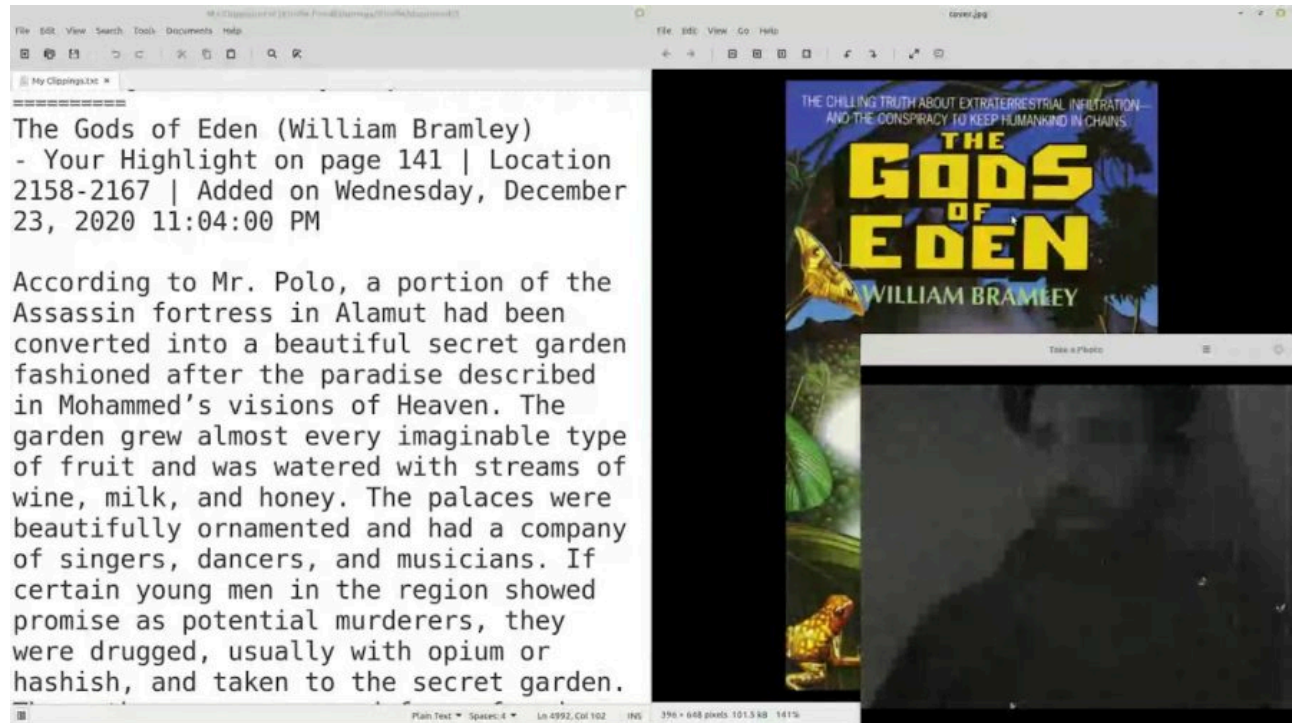 cover.jpg
File Edit View Search Tools Documents Help
File Edit View Go Help
My Clippings.txt ×
==========
The Gods of Eden (William Bramley)
- Your Highlight on page 141 | Location
2158-2167 | Added on Wednesday, December
23, 2020 11:04:00 PM
According to Mr. Polo, a portion of the
Assassin fortress in Alamut had been
converted into a beautiful secret garden
fashioned after the paradise described
in Mohammed’s visions of Heaven. The
garden grew almost every imaginable type
of fruit and was watered with streams of
wine, milk, and honey. The palaces were
beautifully ornamented and had a company
of singers, dancers, and musicians. If
certain young men in the region showed
promise as potential murderers, they
were drugged, usually with opium or
hashish, and taken to the secret garden.
Plain Text Spaces: 4 Ln 4992, Col 102 INS
THE CHILLING TRUTH ABOUT EXTRATERRESTRIAL INFILTRATION—
AND THE CONSPIRACY TO KEEP HUMANKIND IN CHAINS.
THE
GODS
OF
EDEN
WILLIAM BRAMLEY
Take a Photo
396 × 648 pixels 101.5 kB 141%